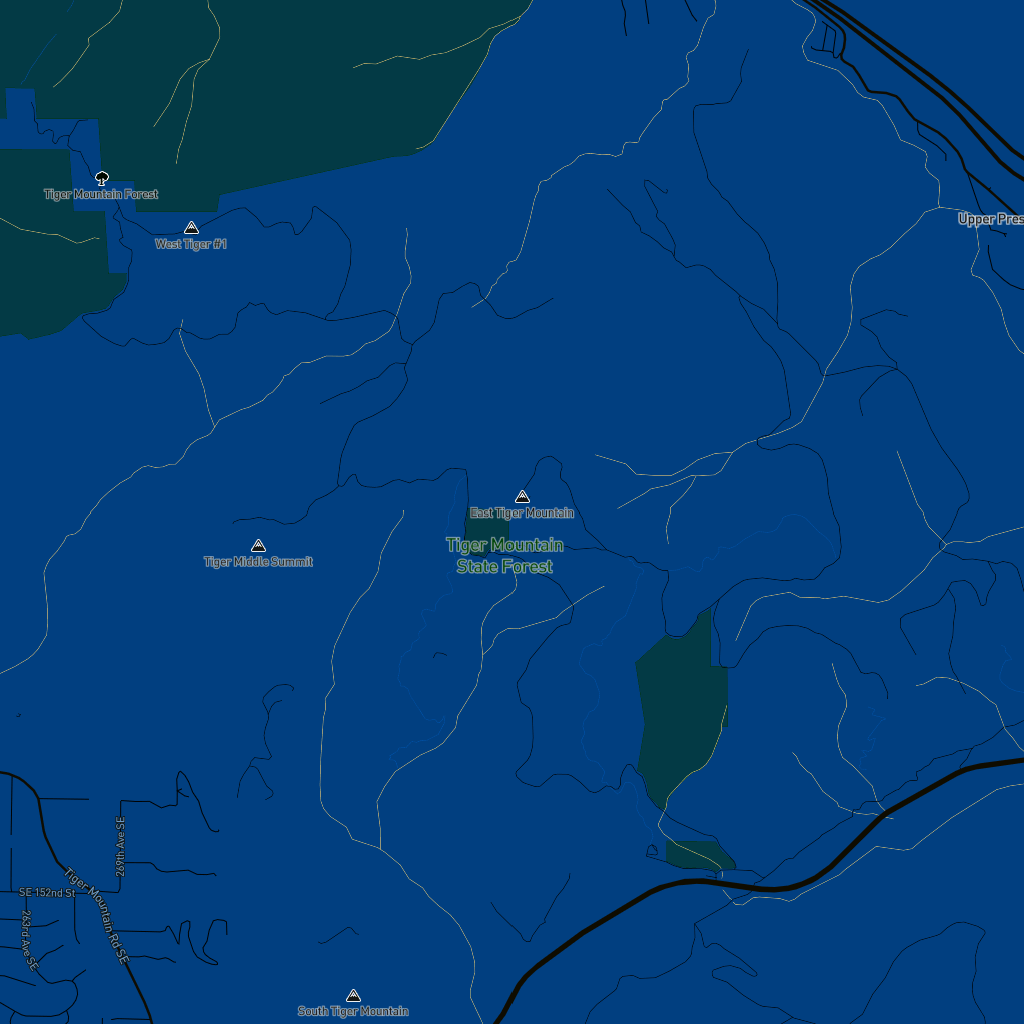 Tiger Mountain Forest
West Tiger #1
Upper Pres
East Tiger Mountain
Tiger Mountain
State Forest
Tiger Middle Summit
269th Ave SE
Tiger Mountain Rd SE
SE 152nd St
263rd Ave SE
South Tiger Mountain